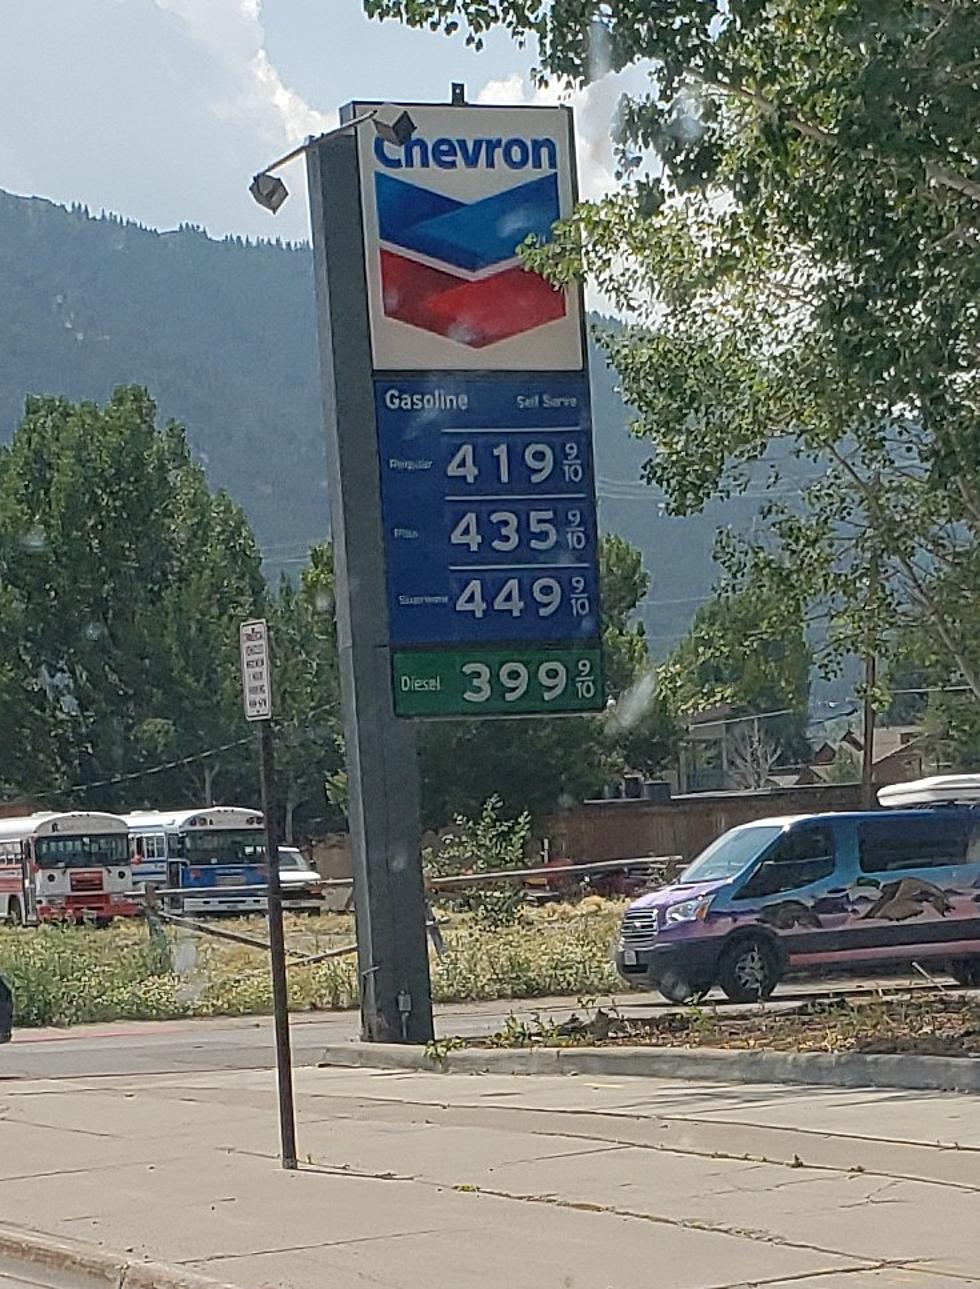 Chevron
Gasoline Self Serve
Regular 419 9/10
Plus 435 9/10
Supreme 449 9/10
Diesel 399 9/10